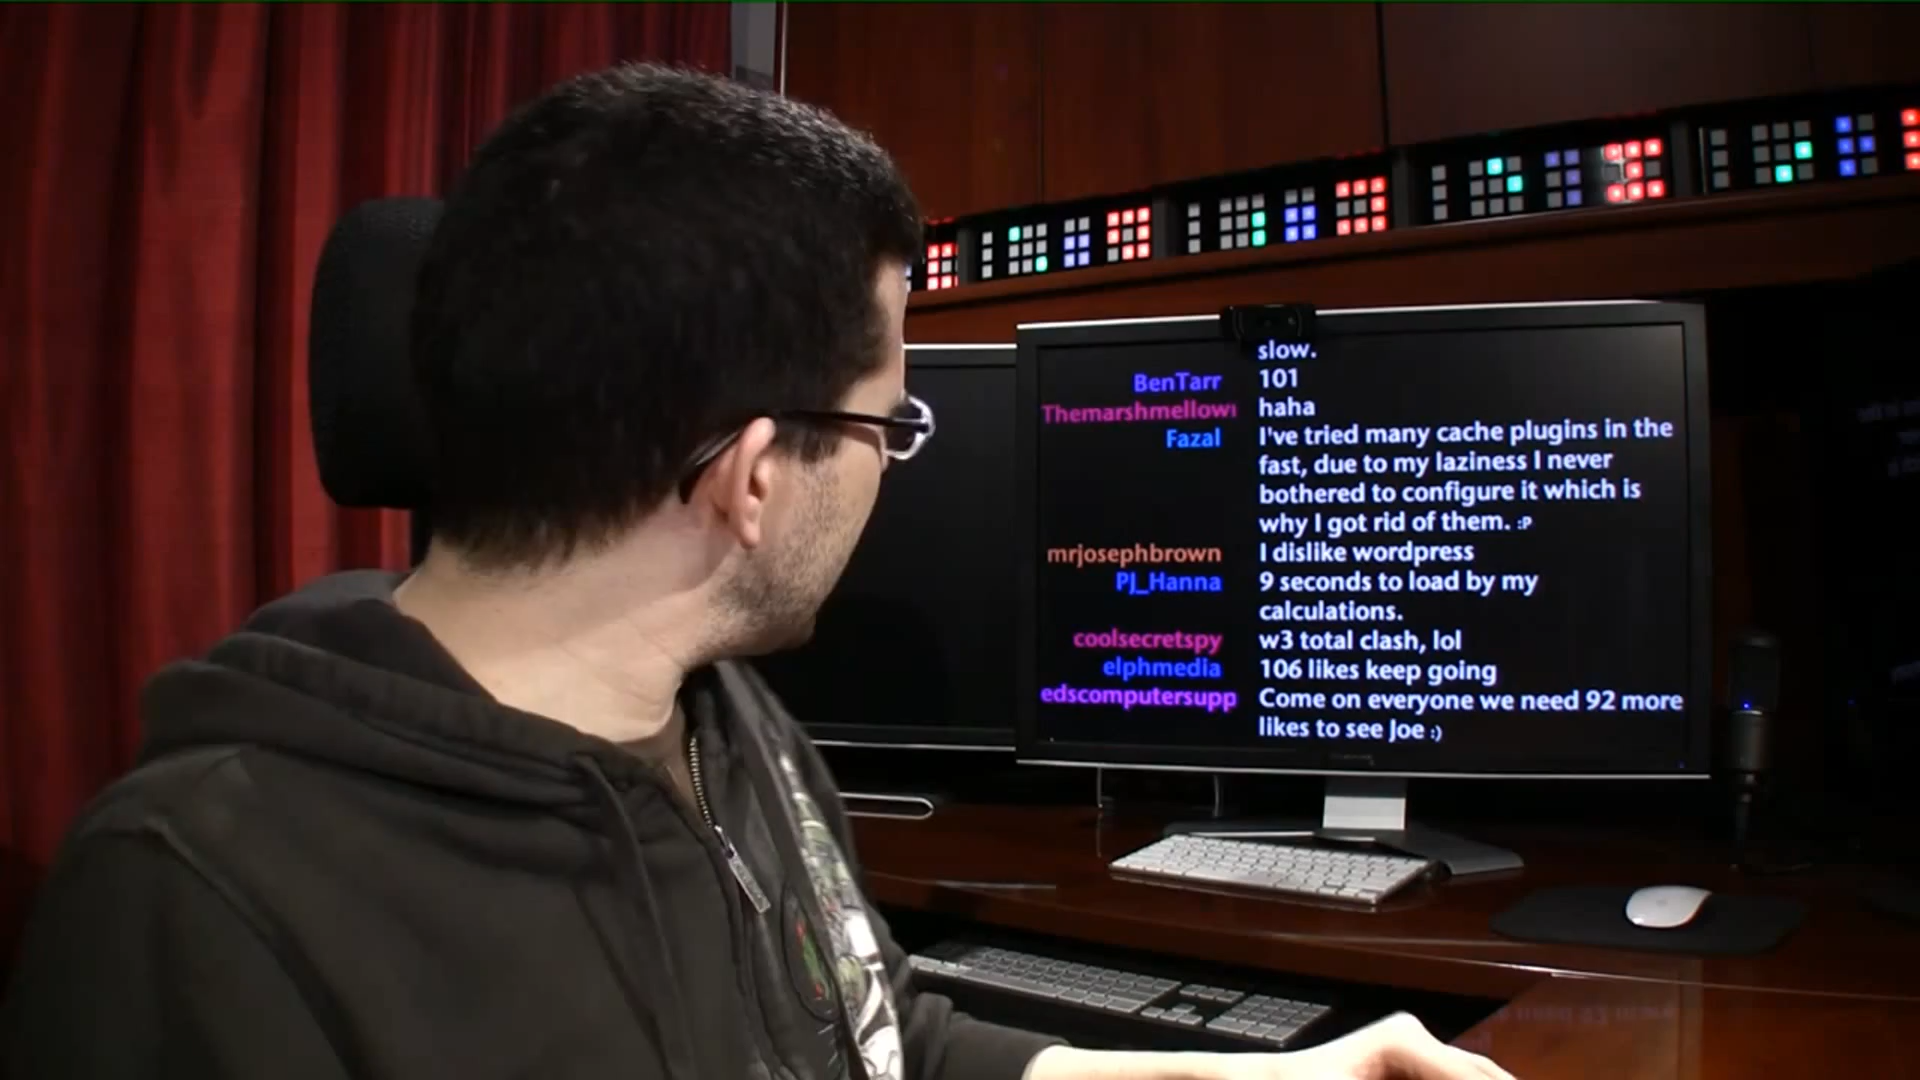 slow.
BenTarr 101
Themarshmellowı haha
Fazal I've tried many cache plugins in the
fast, due to my laziness I never
bothered to configure it which is
why I got rid of them. :P
mrjosephbrown I dislike wordpress
PJ_Hanna 9 seconds to load by my
calculations.
coolsecretspy w3 total clash, lol
elphmedia 106 likes keep going
edscomputersupp Come on everyone we need 92 more
likes to see Joe :)